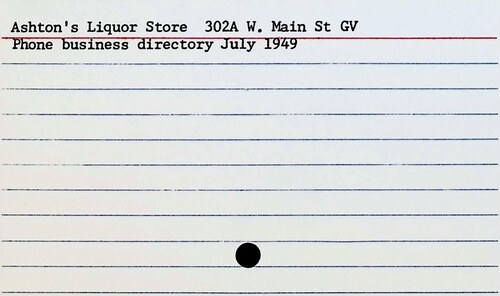 Ashton's Liquor Store  302A W. Main St GV
Phone business directory July 1949